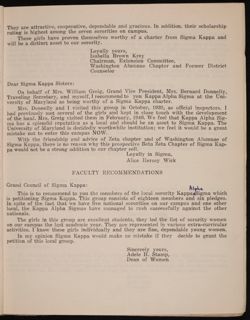 They are attractive, cooperative, dependable and gracious. In addition, their scholarship
rating is highest among the seven sororities on campus.
These girls have proven themselves worthy of a charter from Sigma Kappa and will
be a distinct asset to our sorority.
Loyally yours,
Isabella Brown Krey
Chairman, Extension Committee,
Washington Alumnae Chapter and Former District
Counselor
Dear Sigma Kappa Sisters:
On behalf of Mrs. William Greig, Grand Vice President, Mrs. Bernard Donnelly,
Traveling Secretary, and myself, I recommend to you Kappa Alpha Sigma at the Uni-
versity of Maryland as being worthy of a Sigma Kappa charter.
Mrs. Donnelly and I visited this group in October, 1939, as official inspectors. I
had previously met several of the group and kept in close touch with the development
of the local. Mrs. Greig visited them in February, 1940. We feel that Kappa Alpha Sig-
ma has a splendid reputation as a local and should be an asset to Sigma Kappa. The
University of Maryland is decidedly worthwhile institution; we feel it would be a great
mistake not to enter this campus NOW.
With the friendship and advice of Zeta chapter and of Washington Alumnae of
Sigma Kappa, there is no reason why this prospective Beta Zeta Chapter of Sigma Kap-
pa would not be a strong addition to our chapter roll.
Loyally in Sigma,
Alice Hersey Wick
FACULTY RECOMMENDATIONS
Grand Council of Sigma Kappa:
Alpha
This is to recommend to you the members of the local sorority Kappa Sigma which
is petitioning Sigma Kappa. This group consists of eighteen members and six pledges.
In spite of the fact that we have five national sororities on our campus and one other
local, the Kappa Alpha Sigmas have managed to rush successfully against the other
nationals.
The girls in this group are excellent students, they led the list of sorority women
on our campus the last academic year. They are represented in various extra-curricular
activities. I know these girls individually and they are fine, dependable young women.
In my opinion Sigma Kappa would make no mistake if they decide to grant the
petition of this local group.
Sincerely yours,
Adele H. Stamp,
Dean of Women